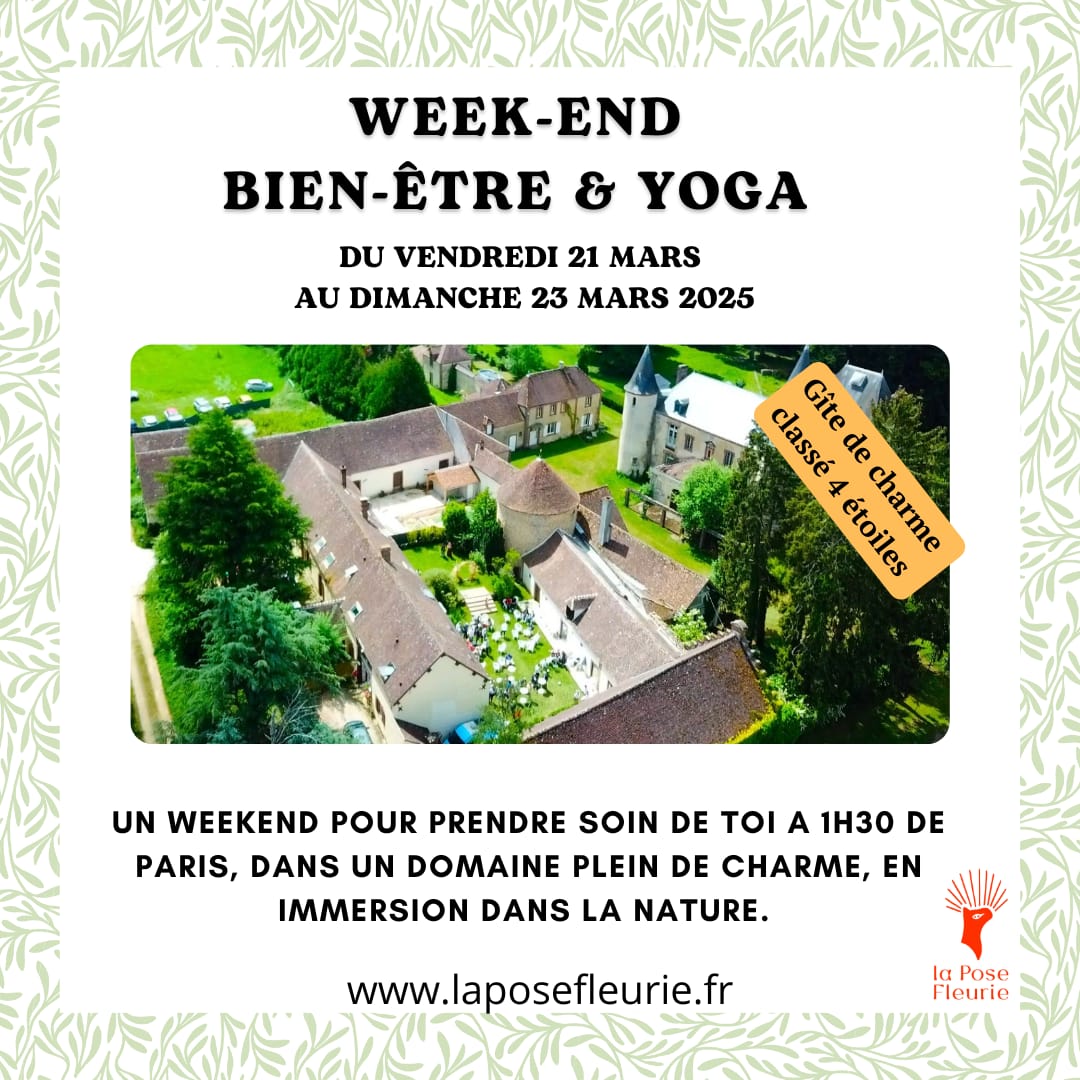 WEEK-END
BIEN-ÊTRE & YOGA
DU VENDREDI 21 MARS
AU DIMANCHE 23 MARS 2025
Gîte de charme
classé 4 étoiles
UN WEEKEND POUR PRENDRE SOIN DE TOI A 1H30 DE
PARIS, DANS UN DOMAINE PLEIN DE CHARME, EN
IMMERSION DANS LA NATURE.
la Pose
Fleurie
www.laposefleurie.fr